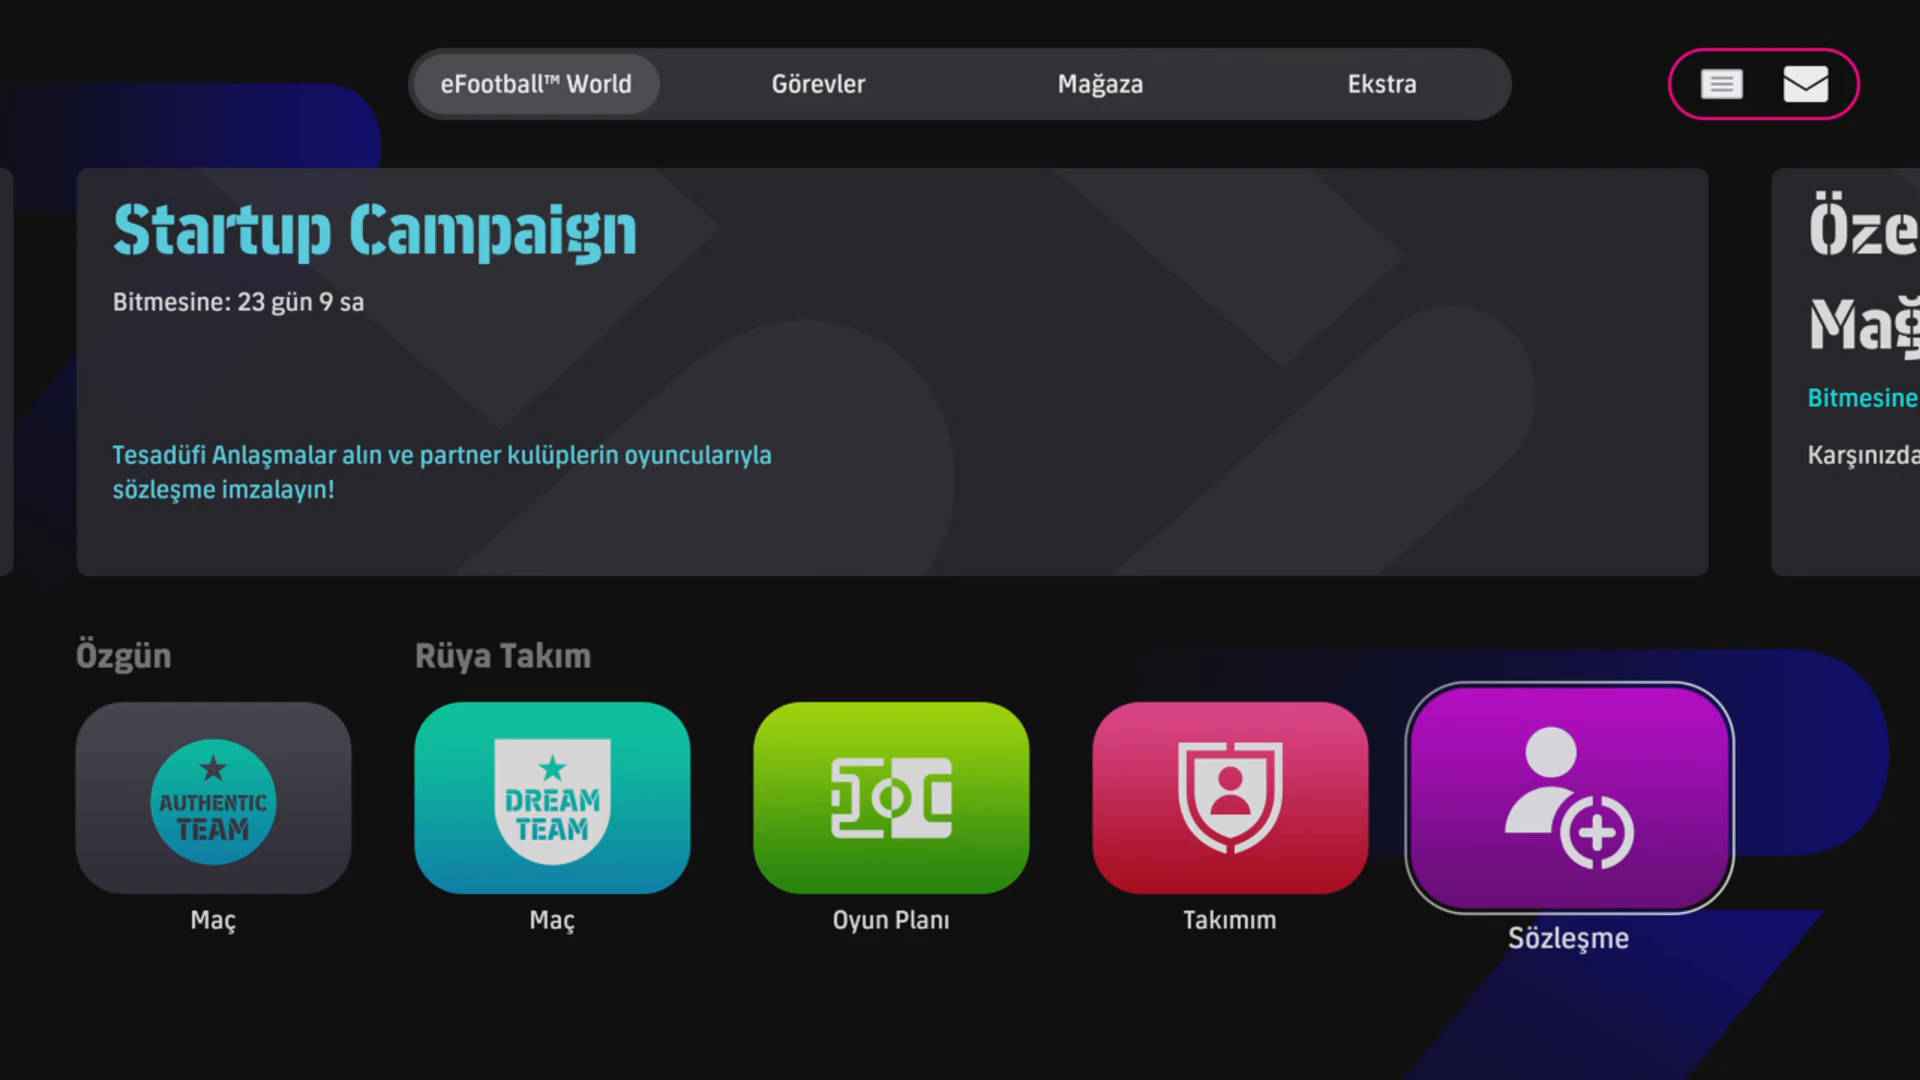 eFootball™ World
Görevler
Mağaza
Ekstra
Startup Campaign
Bitmesine: 23 gün 9 sa
Tesadüfi Anlaşmalar alın ve partner kulüplerin oyuncularıyla
sözleşme imzalayın!
Bitmesine
Özgün
Rüya Takım
AUTHENTIC
TEAM
DREAM
TEAM
Maç
Maç
Oyun Planı
Takımım
Sözleşme